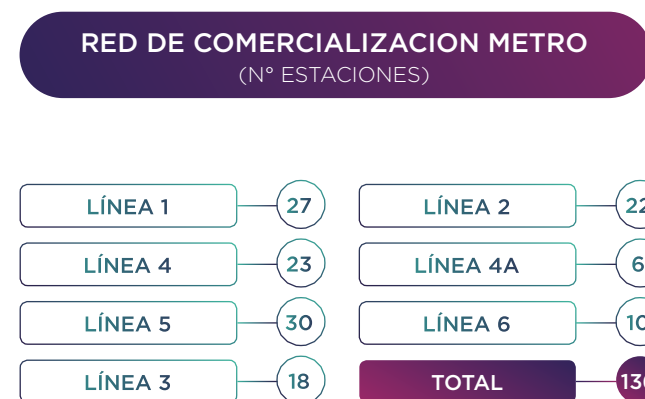 RED DE COMERCIALIZACION METRO
(N° ESTACIONES)
LÍNEA 1 27 LÍNEA 2 22
LÍNEA 4 23 LÍNEA 4A 6
LÍNEA 5 30 LÍNEA 6 10
LÍNEA 3 18 TOTAL 136